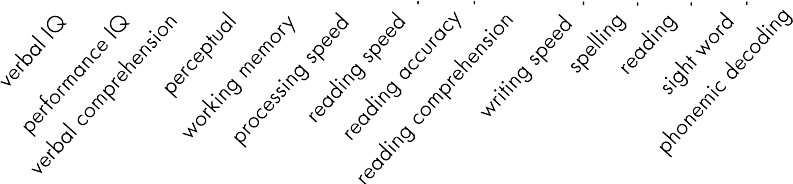 verbal IQ
performance IQ
verbal comprehension
perceptual
working memory
processing speed
reading speed
reading accuracy
reading comprehension
writing speed
spelling
reading
sight word
phonemic decoding